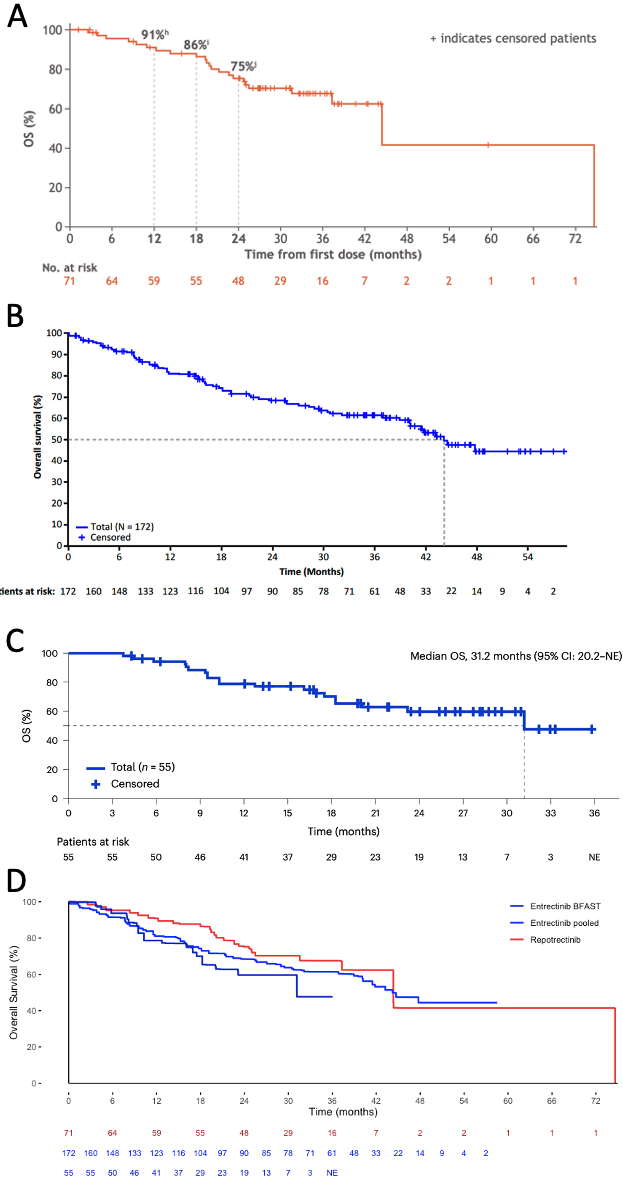 A
+ indicates censored patients
91%ʰ
86%ⁱ
75%ʲ
100
80
60
40
20
0
OS (%)
0 6 12 18 24 30 36 42 48 54 60 66 72
Time from first dose (months)
No. at risk
71 64 59 55 48 29 16 7 2 2 1 1 1
B
100
90
80
70
60
50
40
30
20
10
0
Overall survival (%)
Total (N = 172)
Censored
0 6 12 18 24 30 36 42 48 54
Time (Months)
tients at risk: 172 160 148 133 123 116 104 97 90 85 78 71 61 48 33 22 14 9 4 2
C
Median OS, 31.2 months (95% CI: 20.2–NE)
100
80
60
40
20
0
OS (%)
Total (n = 55)
Censored
0 3 6 9 12 15 18 21 24 27 30 33 36
Time (months)
Patients at risk
55 55 50 46 41 37 29 23 19 13 7 3 NE
D
Entrectinib BFAST
Entrectinib pooled
Repotrectinib
100
80
60
40
20
0
Overall Survival (%)
0 6 12 18 24 30 36 42 48 54 60 66 72
Time (months)
71 64 59 55 48 29 16 7 2 2 1 1 1
172 160 148 133 123 116 104 97 90 85 78 71 61 48 33 22 14 9 4 2
55 55 50 46 41 37 29 23 19 13 7 3 NE